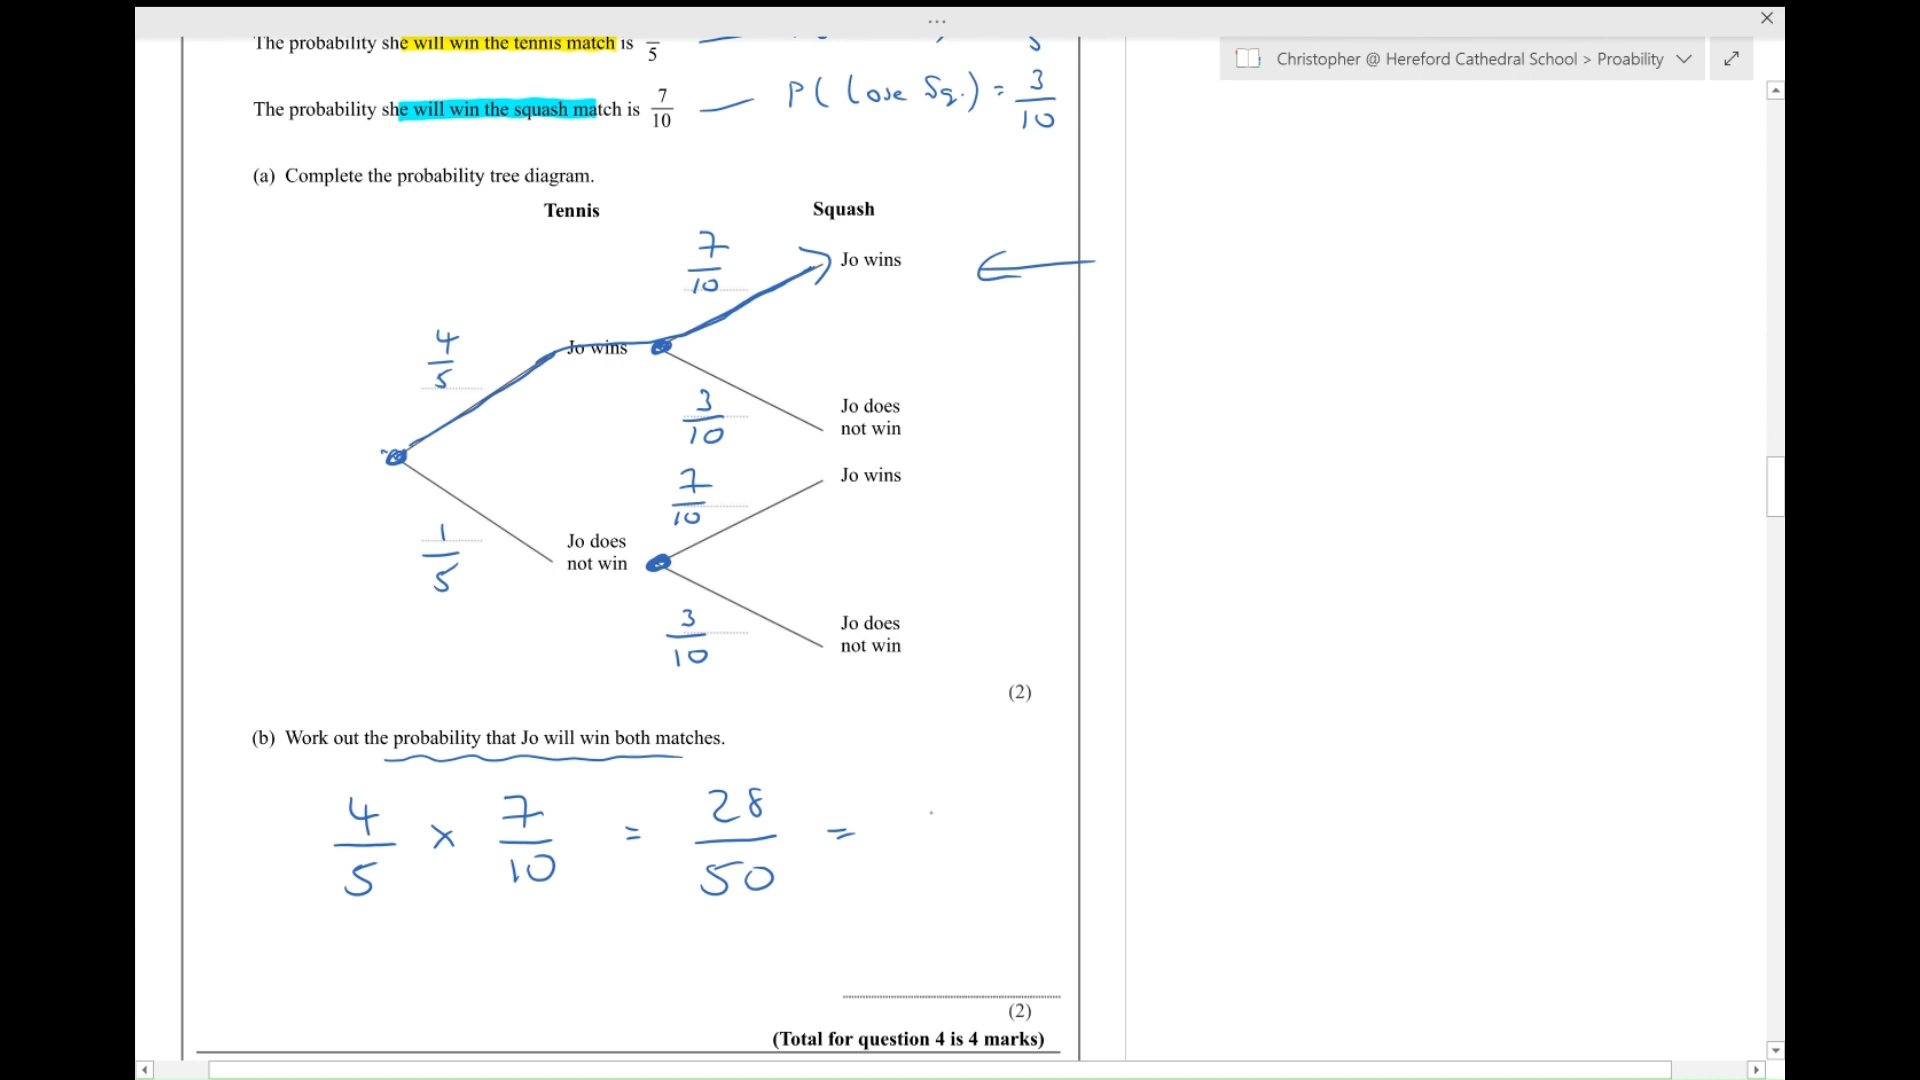 ...
Christopher @ Hereford Cathedral School > Proability
The probability she will win the tennis match is /5
P( lose Sq.) = 3/10
The probability she will win the squash match is 7/10
(a) Complete the probability tree diagram.
Tennis Squash
7/10
Jo wins
4/5
Jo wins
3/10
Jo does
not win
7/10
Jo wins
1/5
Jo does
not win
3/10
Jo does
not win
(2)
(b) Work out the probability that Jo will win both matches.
4/5 × 7/10 = 28/50 =
(2)
(Total for question 4 is 4 marks)